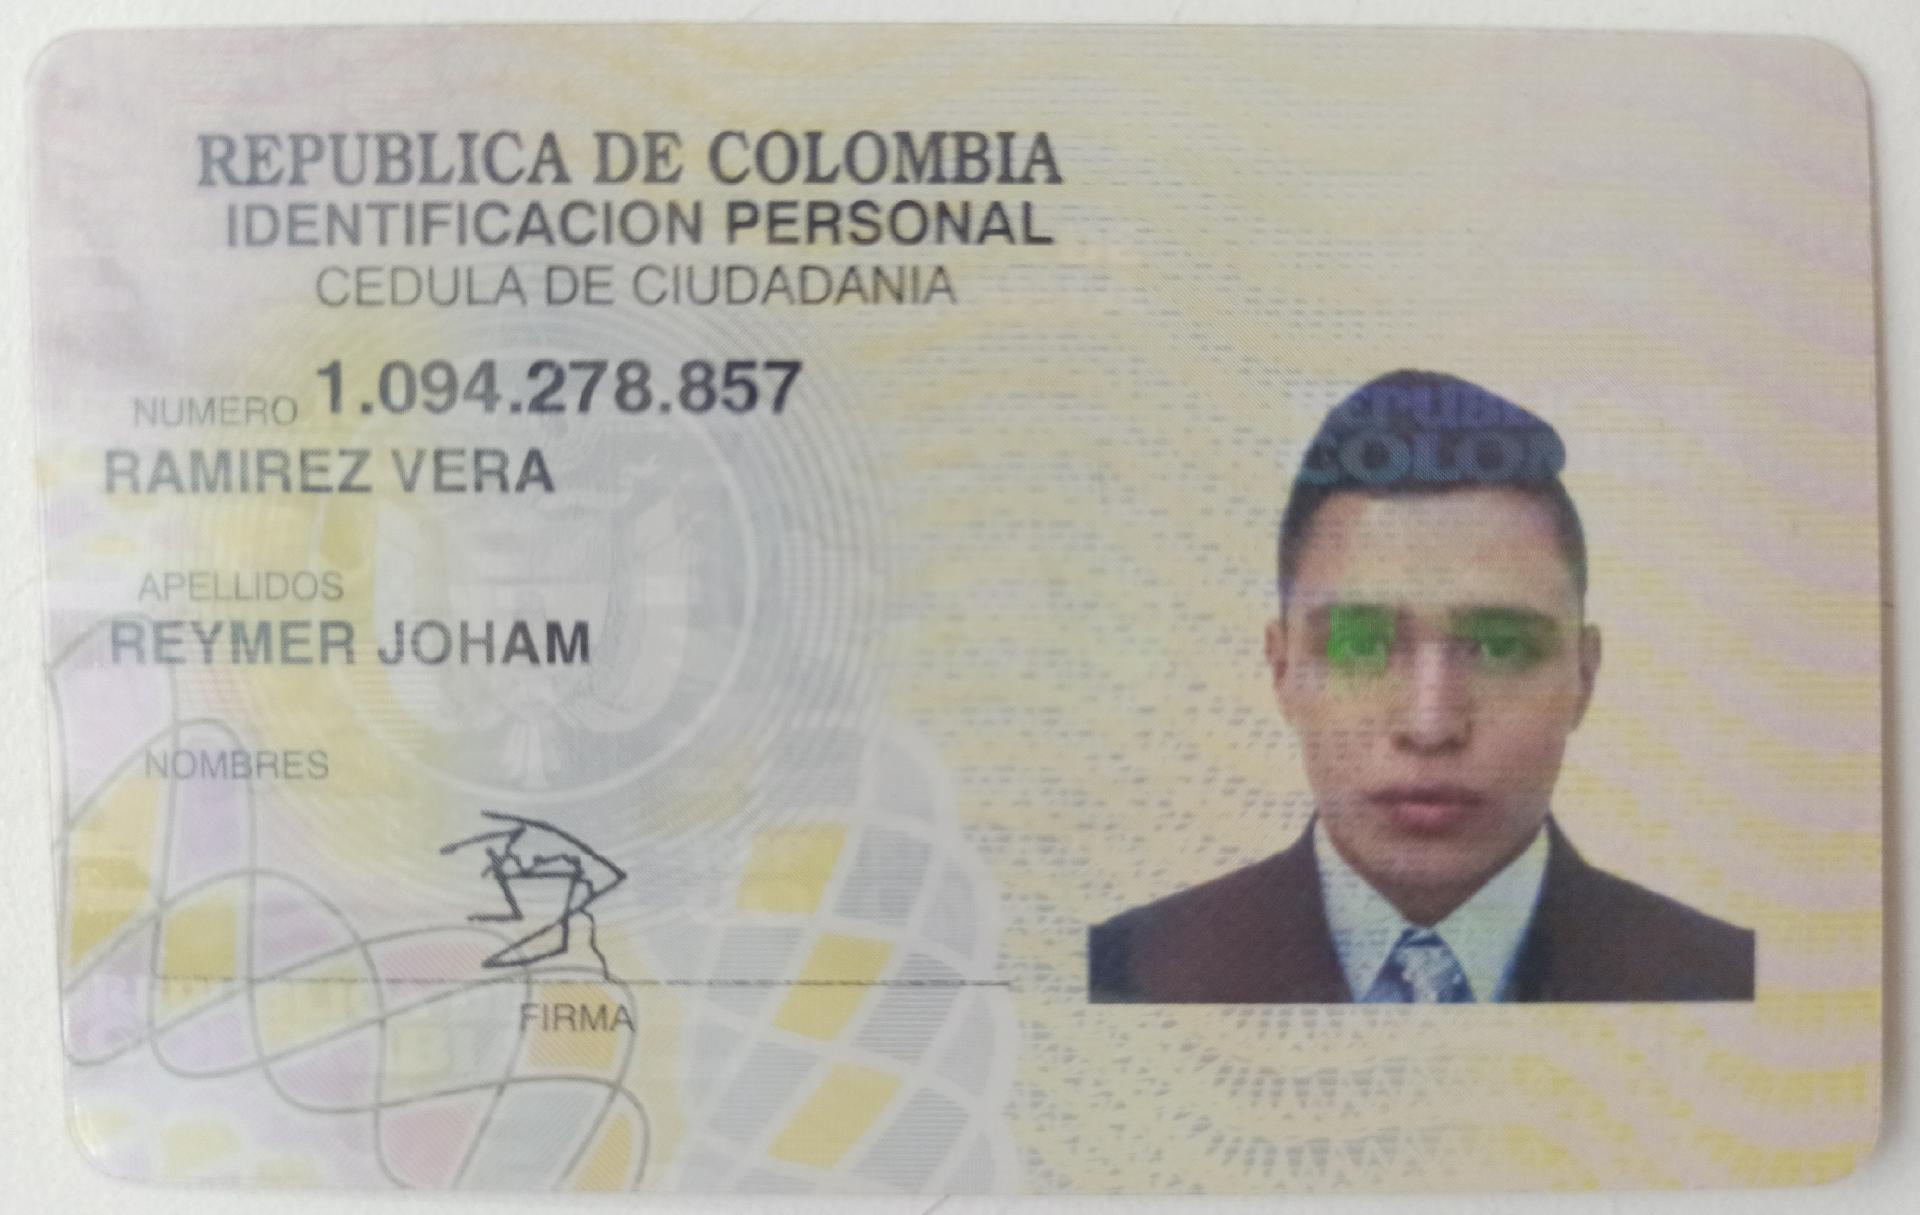 REPUBLICA DE COLOMBIA
IDENTIFICACION PERSONAL
CEDULA DE CIUDADANIA
NUMERO 1.094.278.857
RAMIREZ VERA
APELLIDOS
REYMER JOHAM
NOMBRES
FIRMA